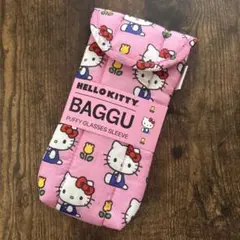 HELLO KITTY
BAGGU
PUFFY GLASSES SLEEVE